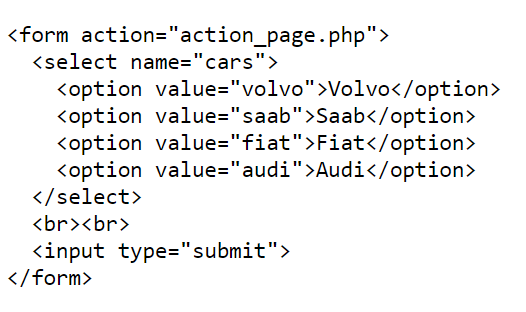 <form action="action_page.php">
  <select name="cars">
    <option value="volvo">Volvo</option>
    <option value="saab">Saab</option>
    <option value="fiat">Fiat</option>
    <option value="audi">Audi</option>
  </select>
  <br><br>
  <input type="submit">
</form>